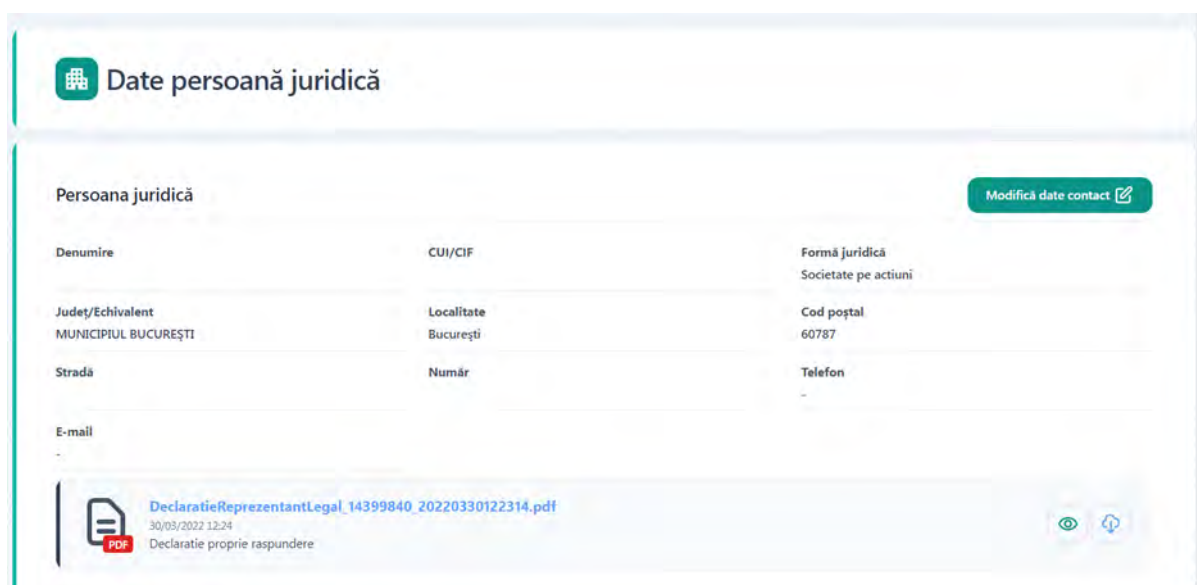 Date persoană juridică
Persoana juridică
Modifică date contact
Denumire
CUI/CIF
Formă juridică
Societate pe actiuni
Județ/Echivalent
MUNICIPIUL BUCUREȘTI
Localitate
București
Cod poștal
60787
Stradă
Număr
Telefon
-
E-mail
-
DeclaratieReprezentantLegal_14399840_20220330122314.pdf
30/03/2022 12:24
Declaratie proprie raspundere
PDF